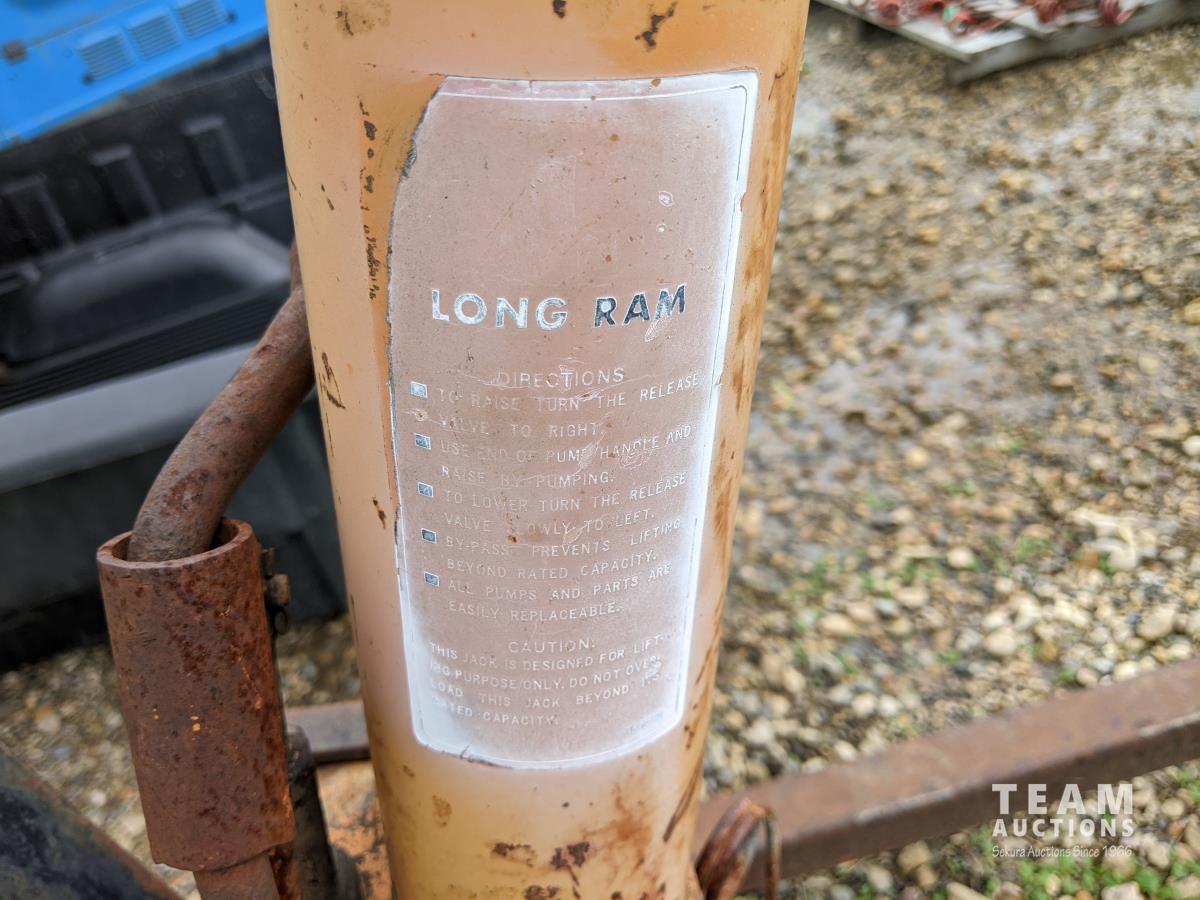 LONG RAM
DIRECTIONS
TO RAISE TURN THE RELEASE
VALVE TO RIGHT.
USE END OF PUMP HANDLE AND
RAISE BY PUMPING.
TO LOWER TURN THE RELEASE
VALVE SLOWLY TO LEFT.
BY-PASS PREVENTS LIFTING
BEYOND RATED CAPACITY.
ALL PUMPS AND PARTS ARE
EASILY REPLACEABLE.
CAUTION:
THIS JACK IS DESIGNED FOR LIFT-
ING PURPOSE ONLY, DO NOT OVER-
LOAD THIS JACK BEYOND ITS
RATED CAPACITY.
TEAM
AUCTIONS
Sekura Auctions Since 1966